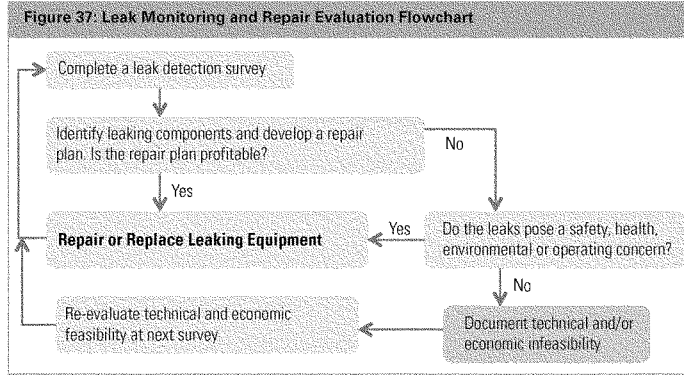 Figure 37: Leak Monitoring and Repair Evaluation Flowchart
Complete a leak detection survey
Identify leaking components and develop a repair
plan. Is the repair plan profitable?
No
Yes
Repair or Replace Leaking Equipment
Yes
Do the leaks pose a safety, health,
environmental or operating concern?
No
Re-evaluate technical and economic
feasibility at next survey
Document technical and/or
economic infeasibility